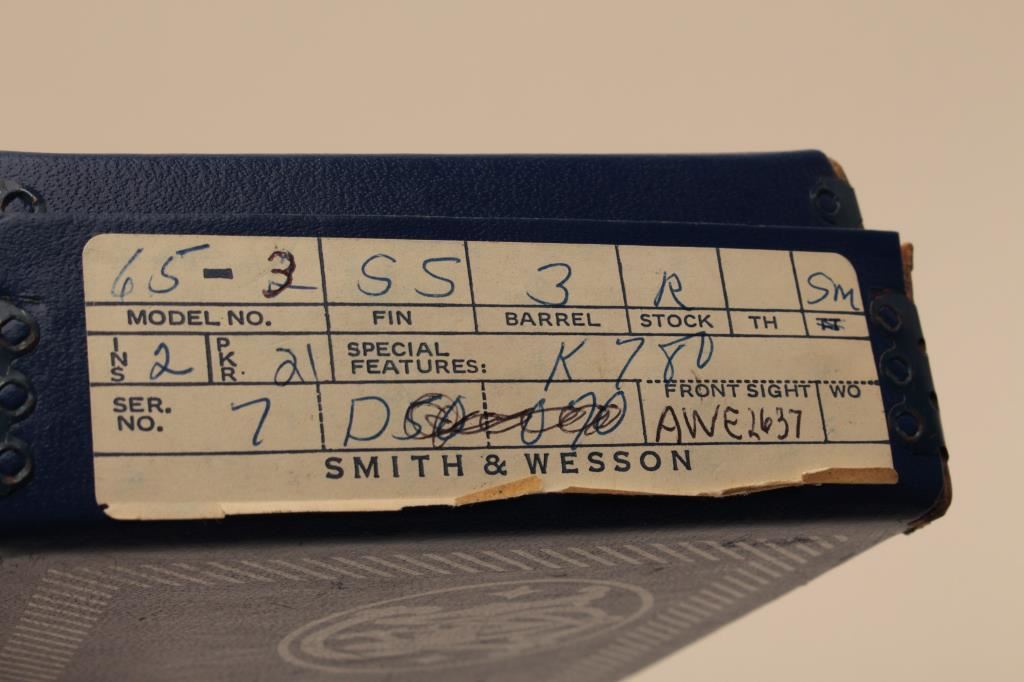 65-3 SS 3 R Sm
MODEL NO. FIN BARREL STOCK TH
INS 2 PKR. 21 SPECIAL FEATURES: K 780
FRONT SIGHT WO
SER. NO. 7 D AWE2637
SMITH & WESSON